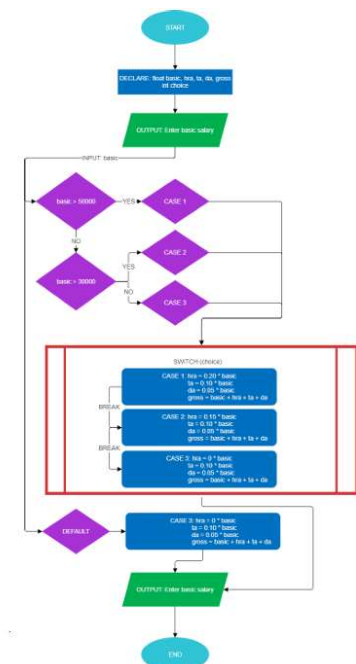 START
DECLARE: float basic, hra, ta, da, gross
int choice
OUTPUT: Enter basic salary
INPUT: basic
basic > 50000
YES
CASE 1
NO
basic > 30000
YES
CASE 2
NO
CASE 3
SWITCH (choice)
CASE 1: hra = 0.20 * basic
ta = 0.10 * basic
da = 0.05 * basic
gross = basic + hra + ta + da
BREAK
CASE 2: hra = 0.15 * basic
ta = 0.10 * basic
da = 0.05 * basic
gross = basic + hra + ta + da
BREAK
CASE 3: hra = 0 * basic
ta = 0.10 * basic
da = 0.05 * basic
gross = basic + hra + ta + da
DEFAULT
CASE 3: hra = 0 * basic
ta = 0.10 * basic
da = 0.05 * basic
gross = basic + hra + ta + da
OUTPUT: Enter basic salary
END